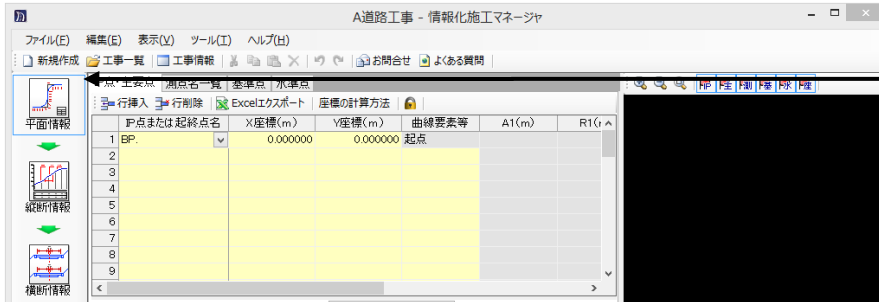 A道路工事 - 情報化施工マネージャ
ファイル(F) 編集(E) 表示(V) ツール(T) ヘルプ(H)
新規作成 工事一覧 工事情報 お問合せ よくある質問
点・主要点 測点名一覧 基準点 水準点
行挿入 行削除 Excelエクスポート 座標の計算方法
IP点または起終点名 X座標(m) Y座標(m) 曲線要素等 A1(m) R1(r
1 BP. 0.000000 0.000000 起点
2
3
4
5
6
7
8
9
平面情報
縦断情報
横断情報